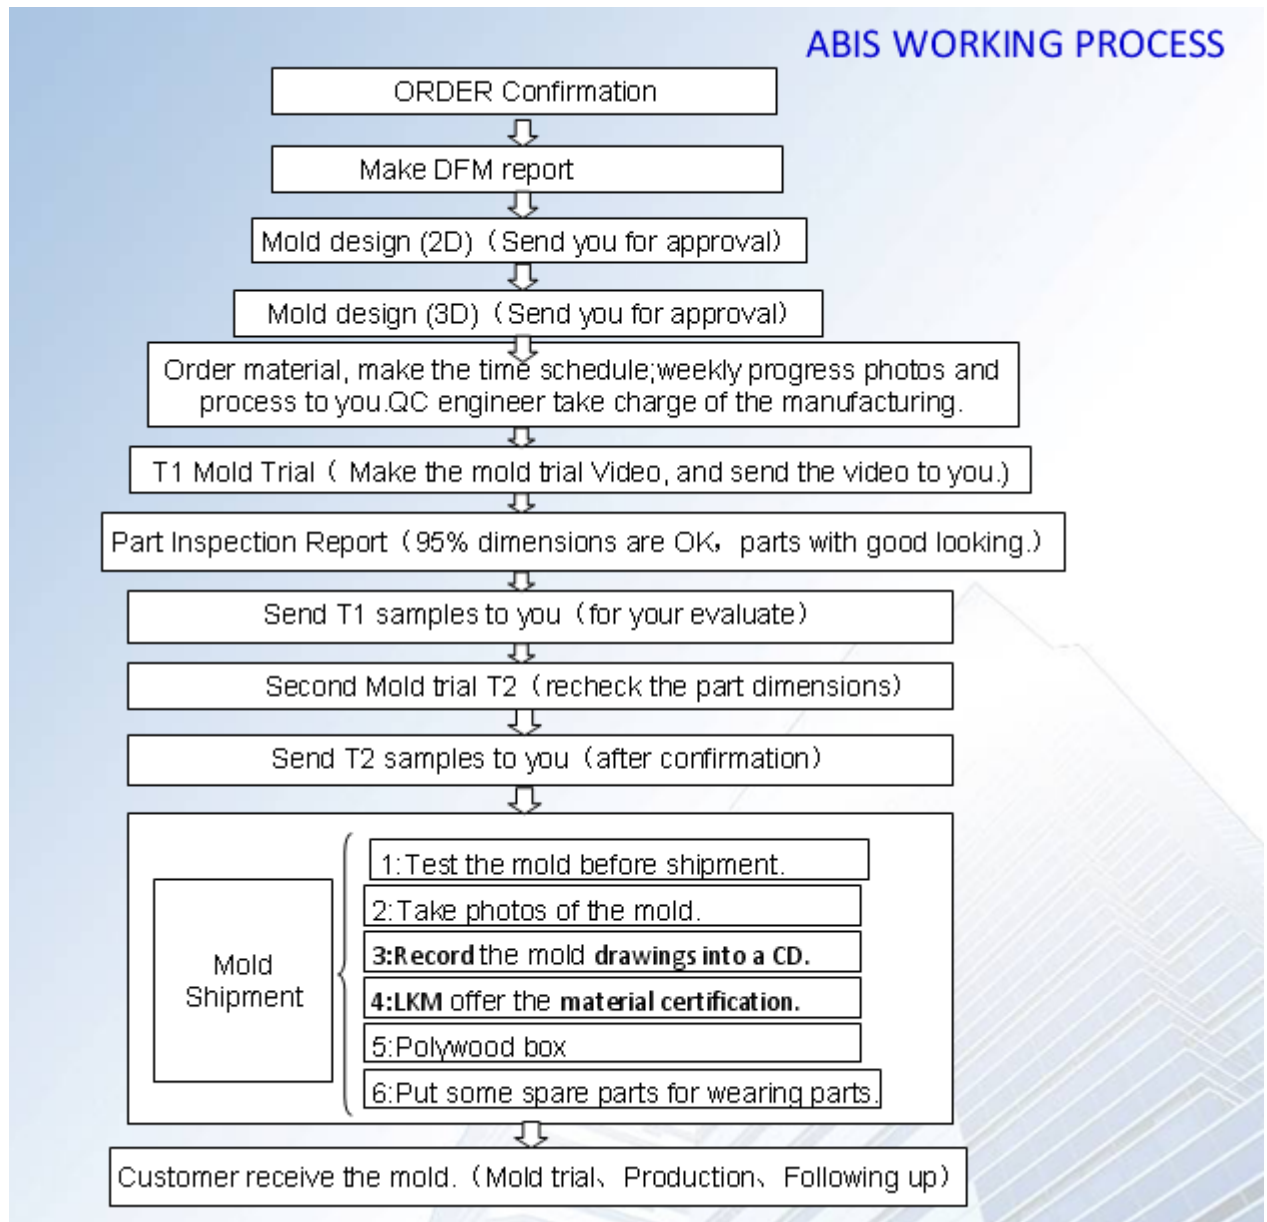 ABIS WORKING PROCESS
ORDER Confirmation
Make DFM report
Mold design (2D)（Send you for approval）
Mold design (3D)（Send you for approval）
Order material, make the time schedule;weekly progress photos and
process to you.QC engineer take charge of the manufacturing.
T1 Mold Trial（ Make the mold trial Video, and send the video to you.)
Part Inspection Report（95% dimensions are OK，parts with good looking.）
Send T1 samples to you（for your evaluate）
Second Mold trial T2（recheck the part dimensions）
Send T2 samples to you（after confirmation）
Mold
Shipment
1:Test the mold before shipment.
2:Take photos of the mold.
3:Record the mold drawings into a CD.
4:LKM offer the material certification.
5:Polywood box
6:Put some spare parts for wearing parts.
Customer receive the mold.（Mold trial、Production、Following up）